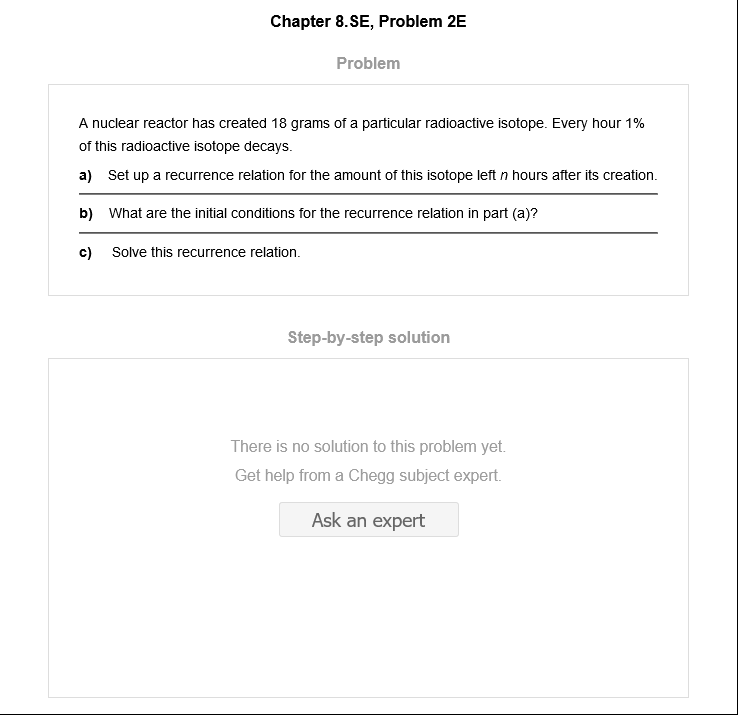 Chapter 8.SE, Problem 2E
Problem
A nuclear reactor has created 18 grams of a particular radioactive isotope. Every hour 1%
of this radioactive isotope decays.
a) Set up a recurrence relation for the amount of this isotope left n hours after its creation.
b) What are the initial conditions for the recurrence relation in part (a)?
c) Solve this recurrence relation.
Step-by-step solution
There is no solution to this problem yet.
Get help from a Chegg subject expert.
Ask an expert